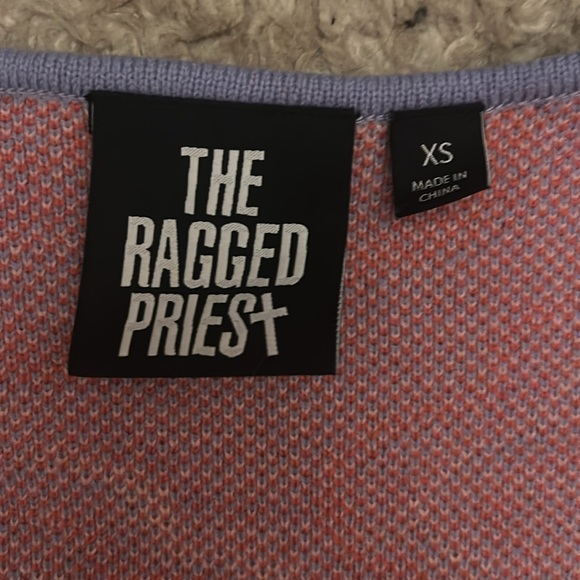 THE
RAGGED
PRIEST
XS
MADE IN
CHINA